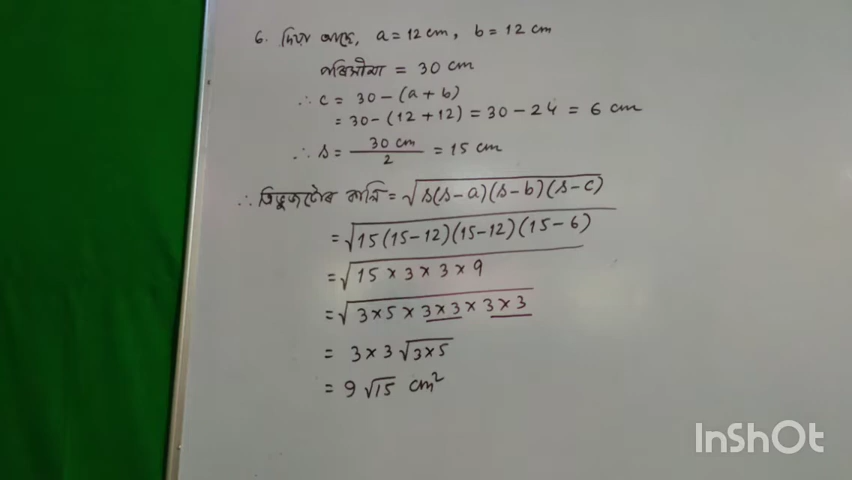 6. দিয়া আছে, a = 12 cm, b = 12 cm
পৰিসীমা = 30 cm
∴ c = 30 - (a + b)
= 30 - (12 + 12) = 30 - 24 = 6 cm
∴ s = 30 cm / 2 = 15 cm
∴ ত্ৰিভুজটোৰ কালি = √s(s-a)(s-b)(s-c)
= √15(15-12)(15-12)(15-6)
= √15 × 3 × 3 × 9
= √3 × 5 × 3 × 3 × 3 × 3
= 3 × 3 √3 × 5
= 9 √15 cm²
InShOt